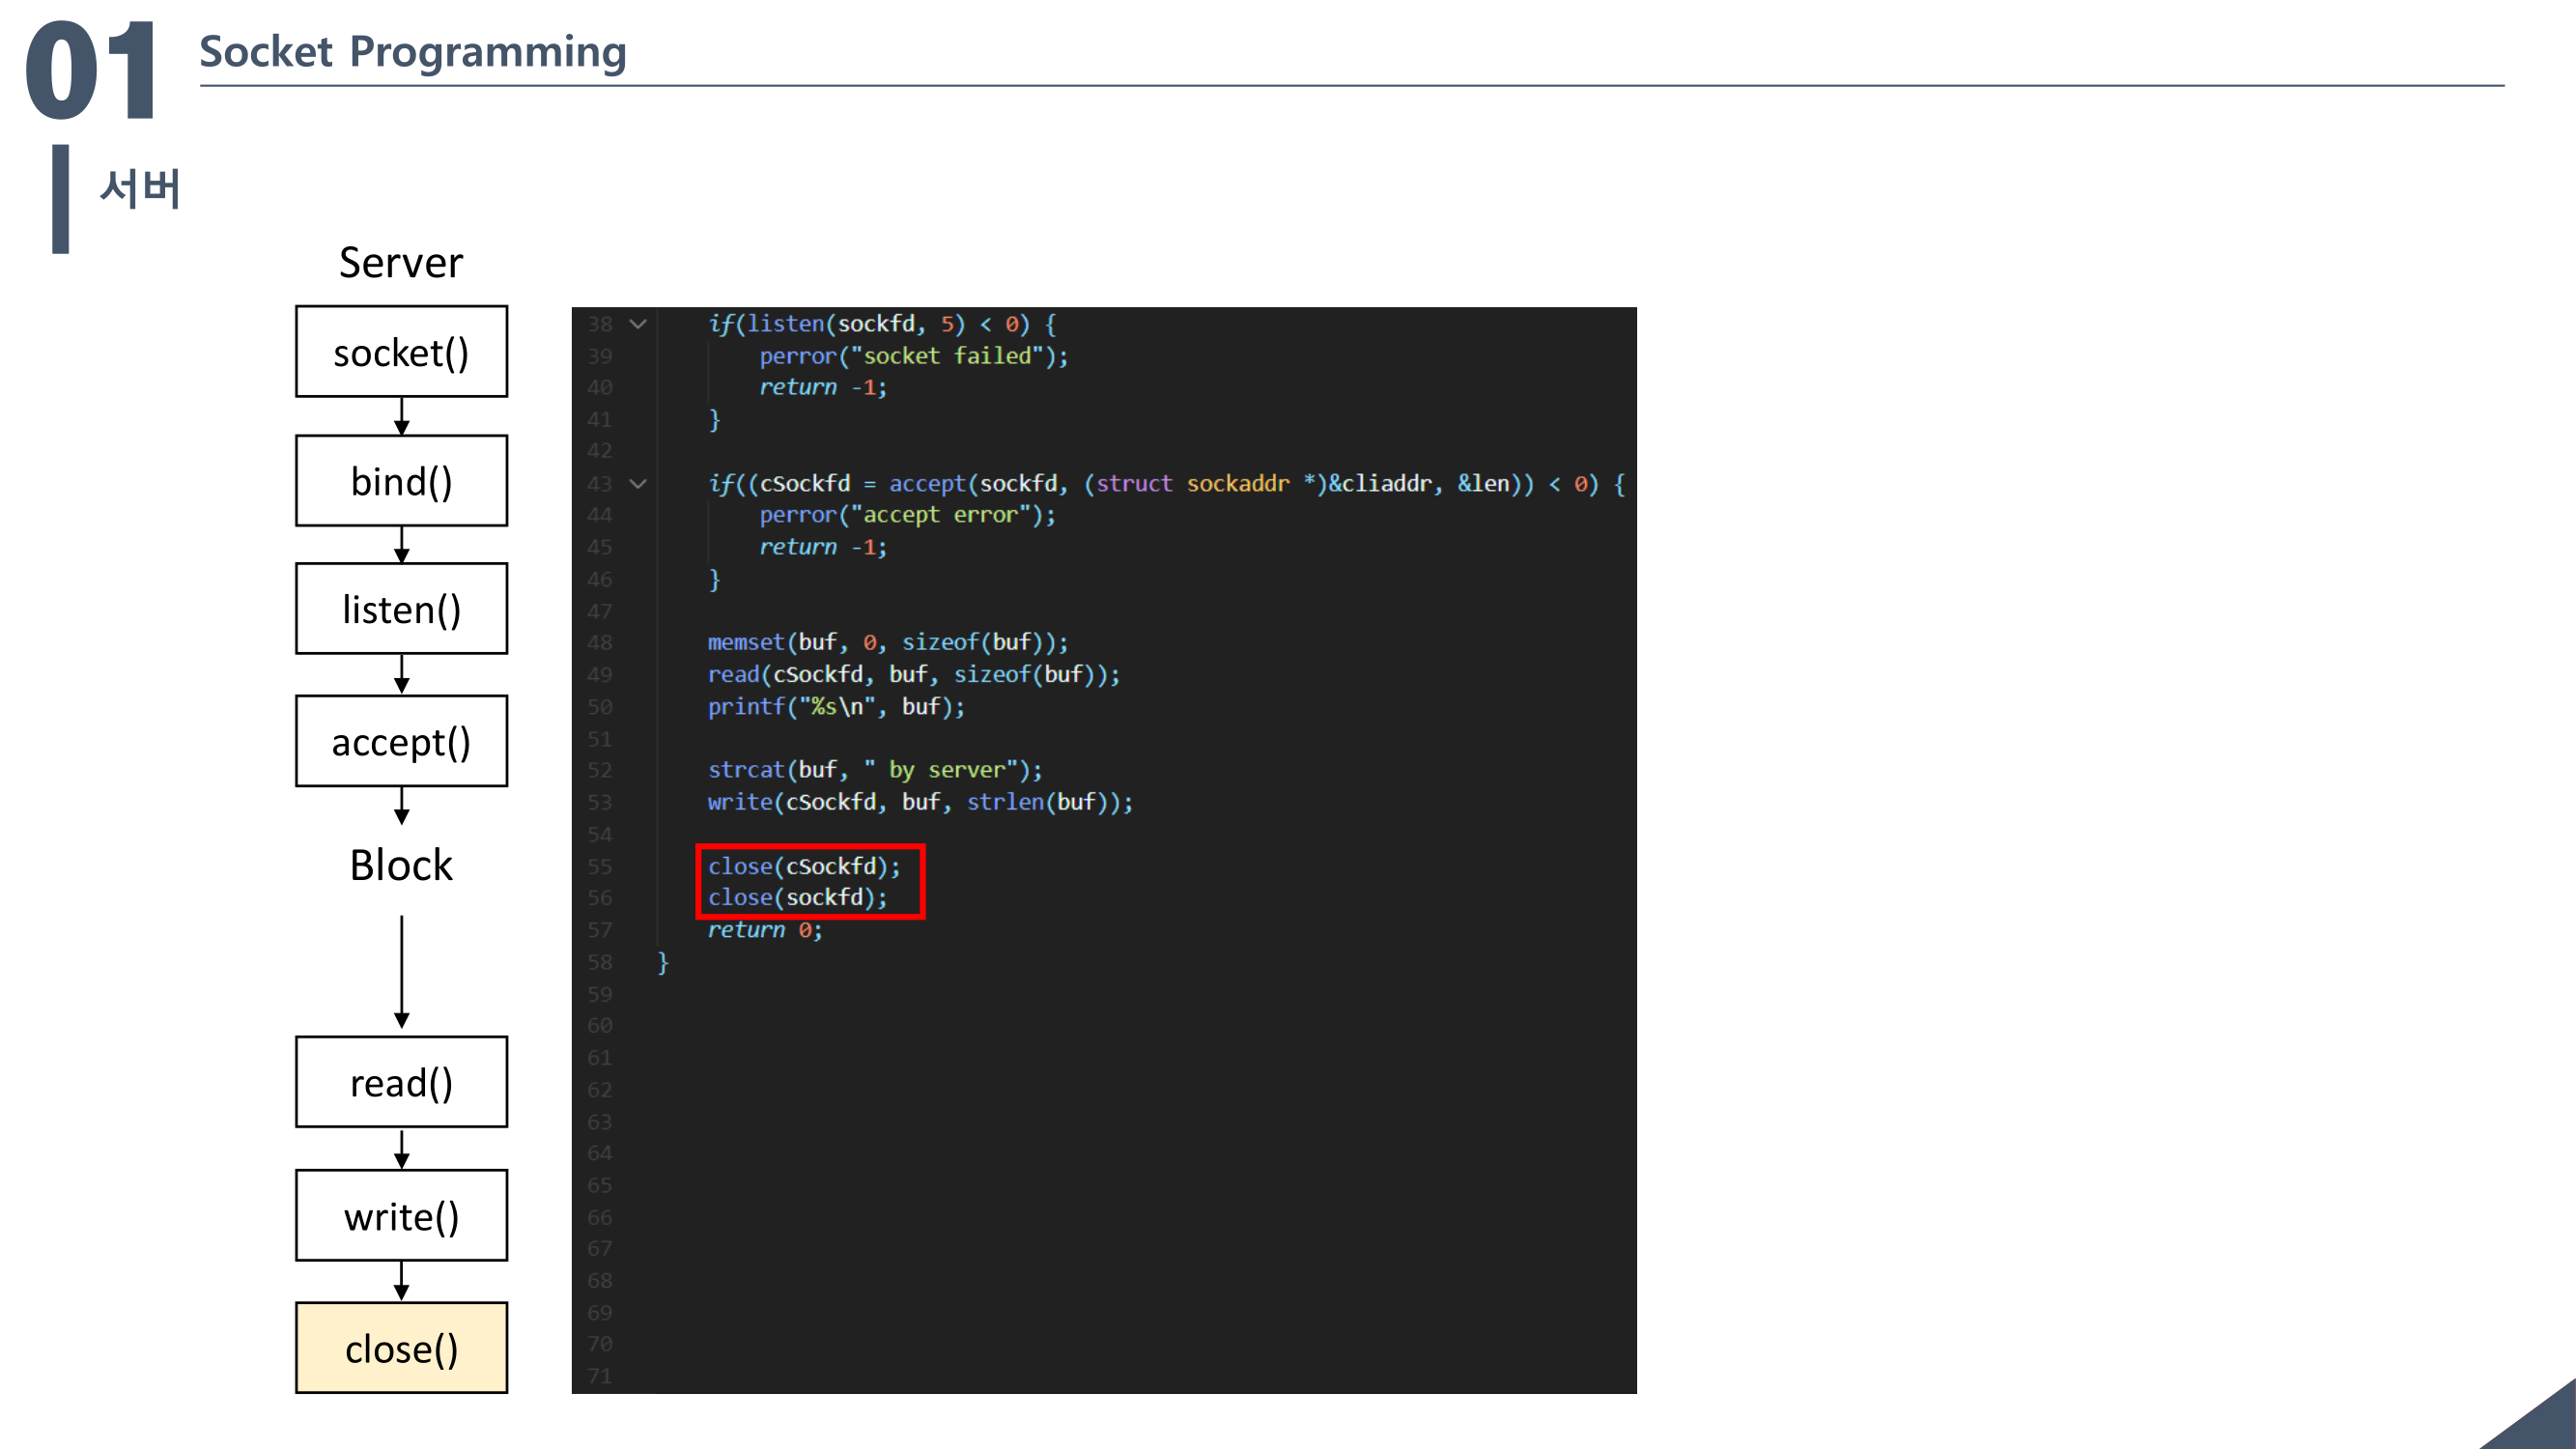 01
Socket Programming
서버
Server
socket()
bind()
listen()
accept()
Block
read()
write()
close()
38 if(listen(sockfd, 5) < 0) {
39 perror("socket failed");
40 return -1;
41 }
42
43 if((cSockfd = accept(sockfd, (struct sockaddr *)&cliaddr, &len)) < 0) {
44 perror("accept error");
45 return -1;
46 }
47
48 memset(buf, 0, sizeof(buf));
49 read(cSockfd, buf, sizeof(buf));
50 printf("%s\n", buf);
51
52 strcat(buf, " by server");
53 write(cSockfd, buf, strlen(buf));
54
55 close(cSockfd);
56 close(sockfd);
57 return 0;
58 }
59
60
61
62
63
64
65
66
67
68
69
70
71